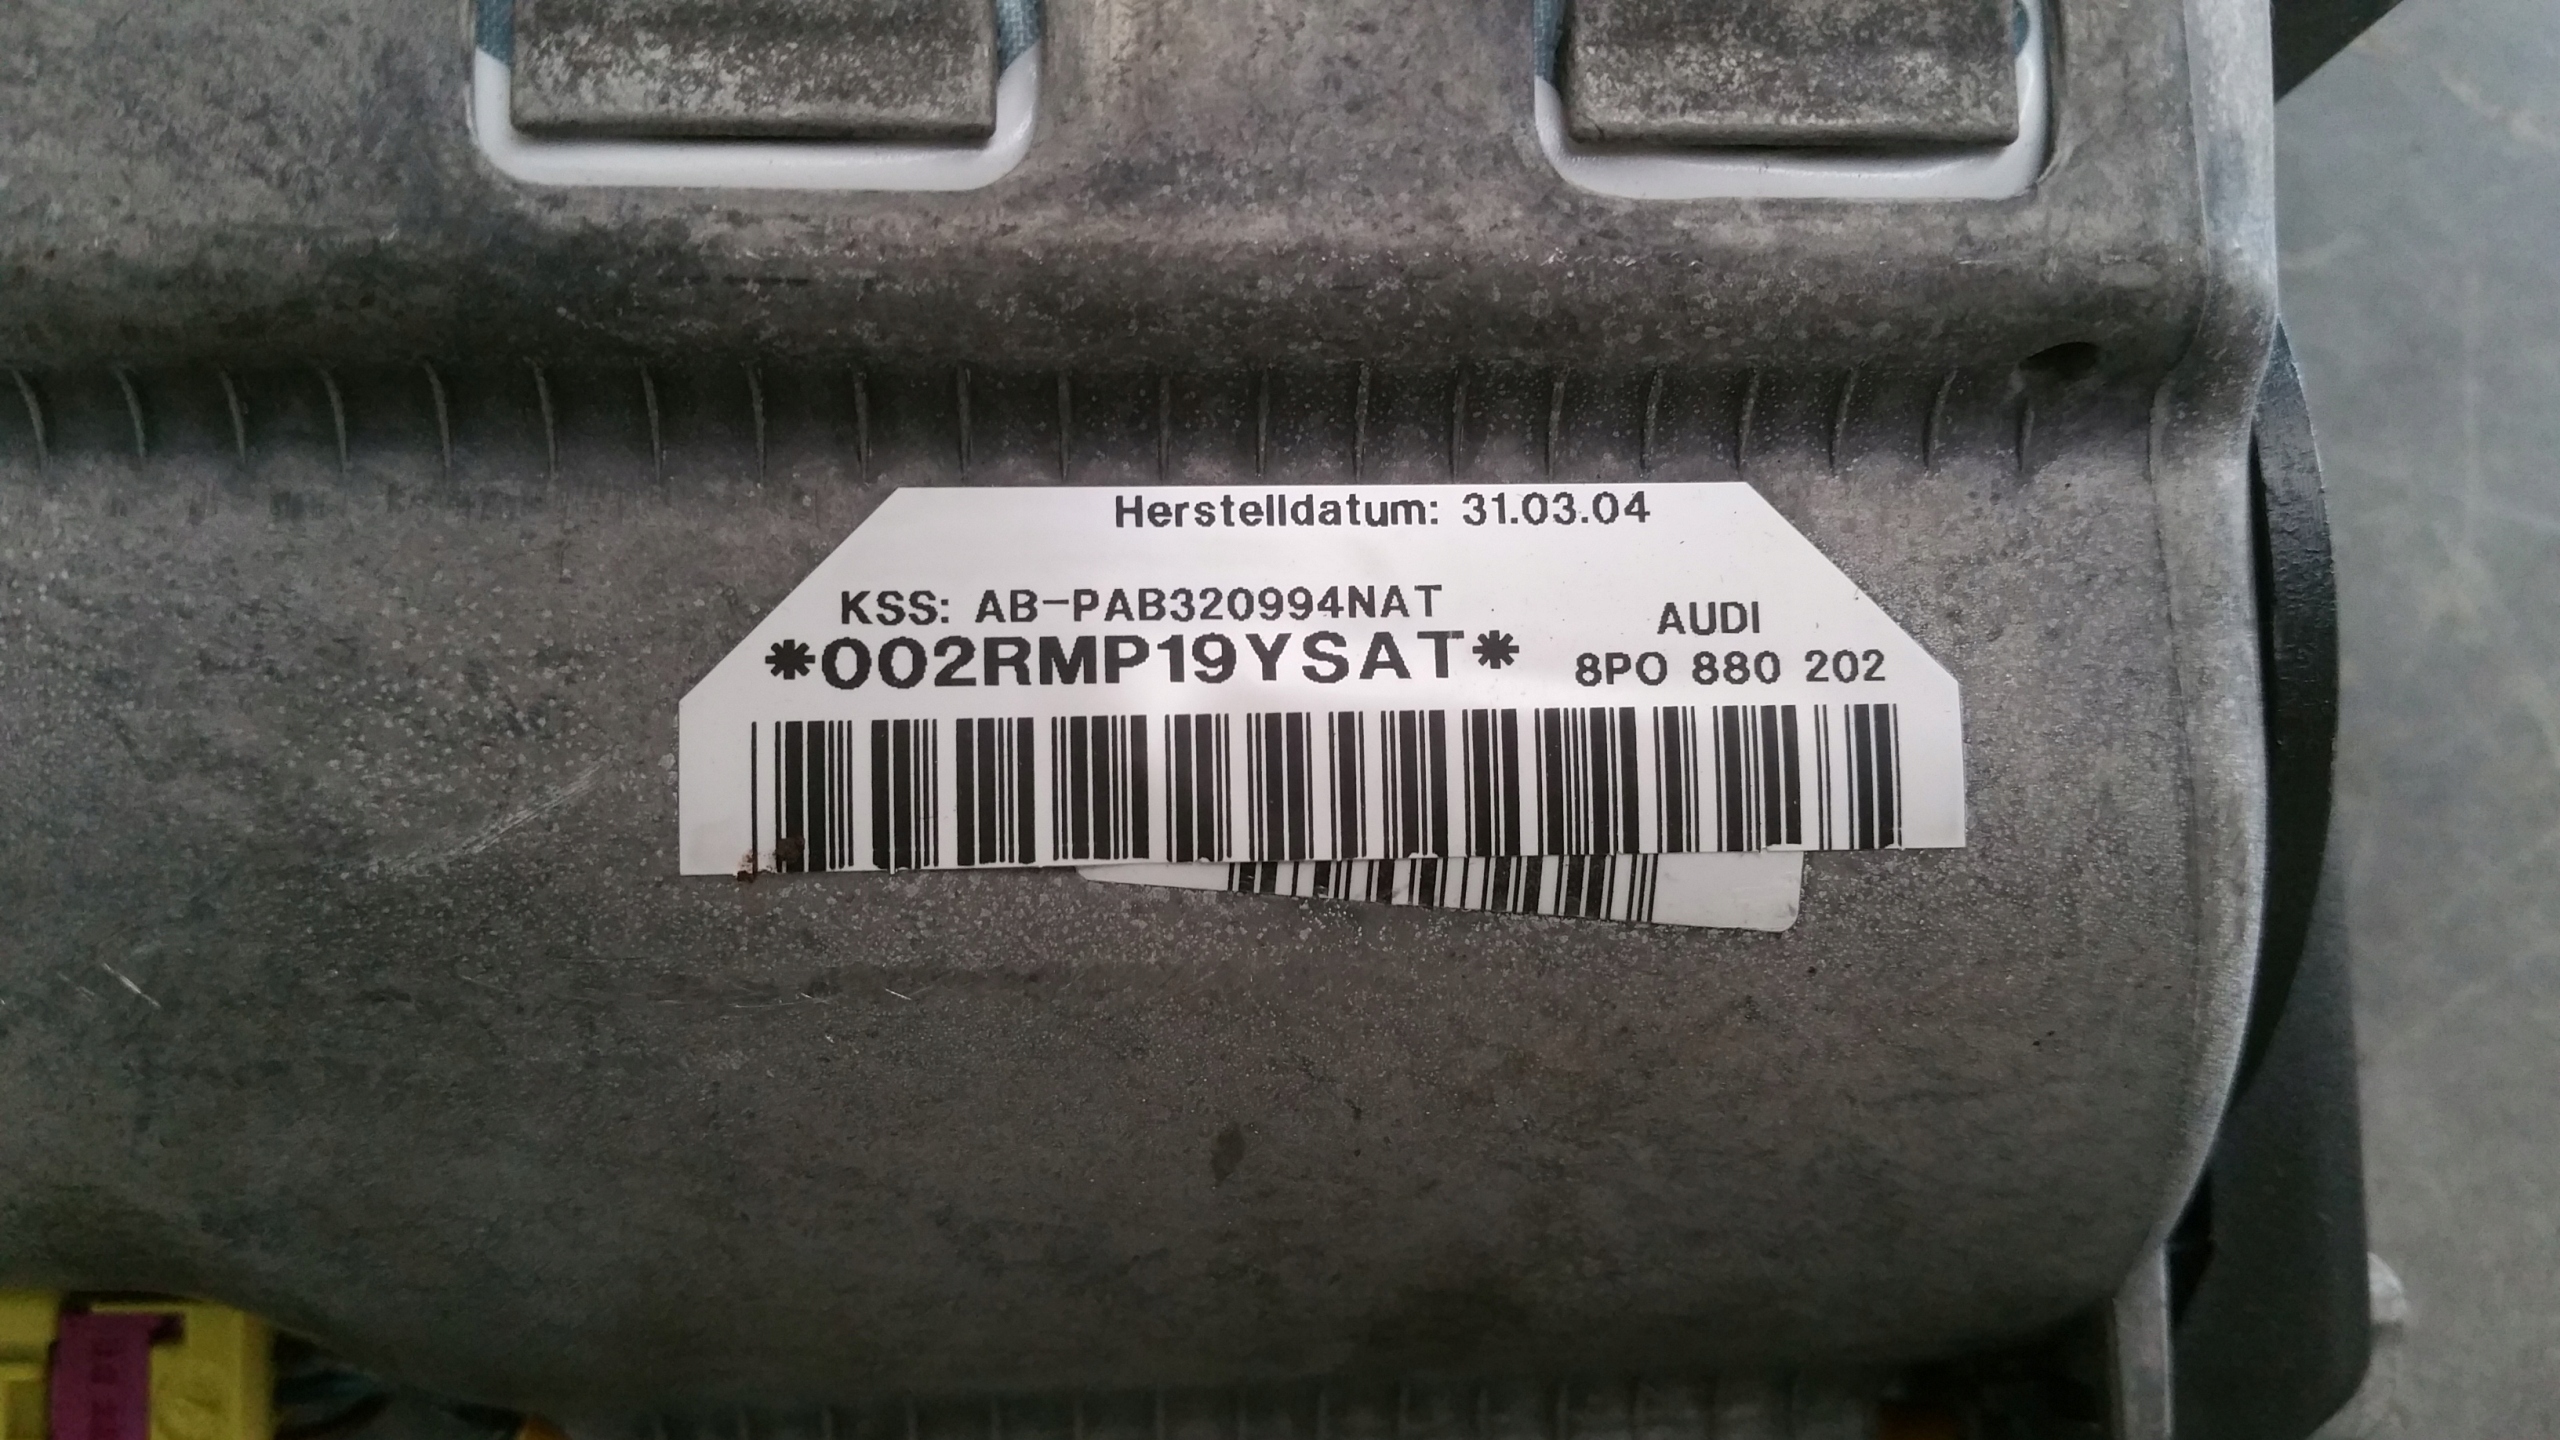 Herstelldatum: 31.03.04
KSS: AB-PAB320994NAT
*002RMP19YSAT*
AUDI
8P0 880 202